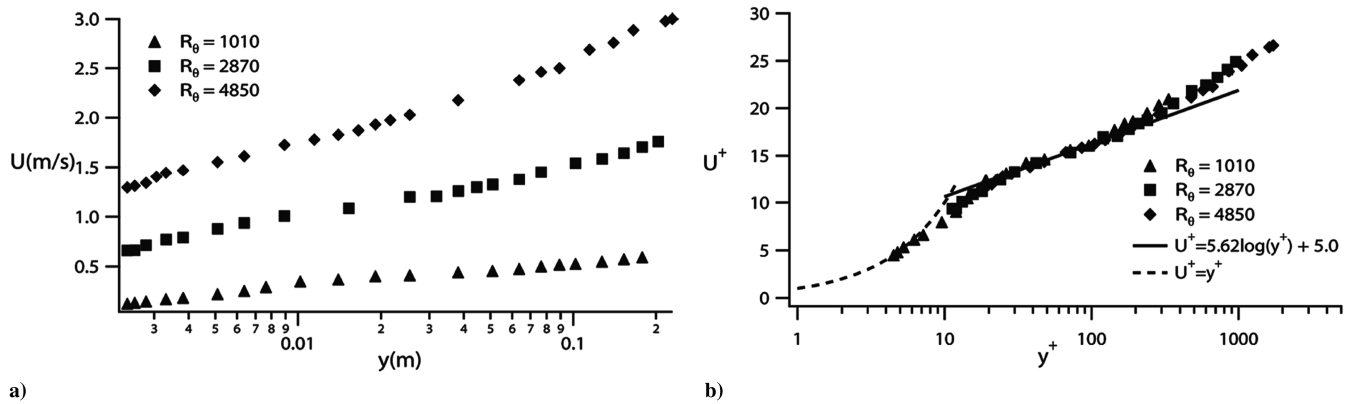 3.0
2.5
2.0
1.5
1.0
0.5
U(m/s)
R_θ = 1010
R_θ = 2870
R_θ = 4850
3 4 5 6 7 8 9 2 3 4 5 6 7 8 9 2
0.01 0.1
y(m)
a)
30
25
20
15
10
5
0
U⁺
R_θ = 1010
R_θ = 2870
R_θ = 4850
U⁺=5.62log(y⁺) + 5.0
U⁺=y⁺
1 10 100 1000
y⁺
b)